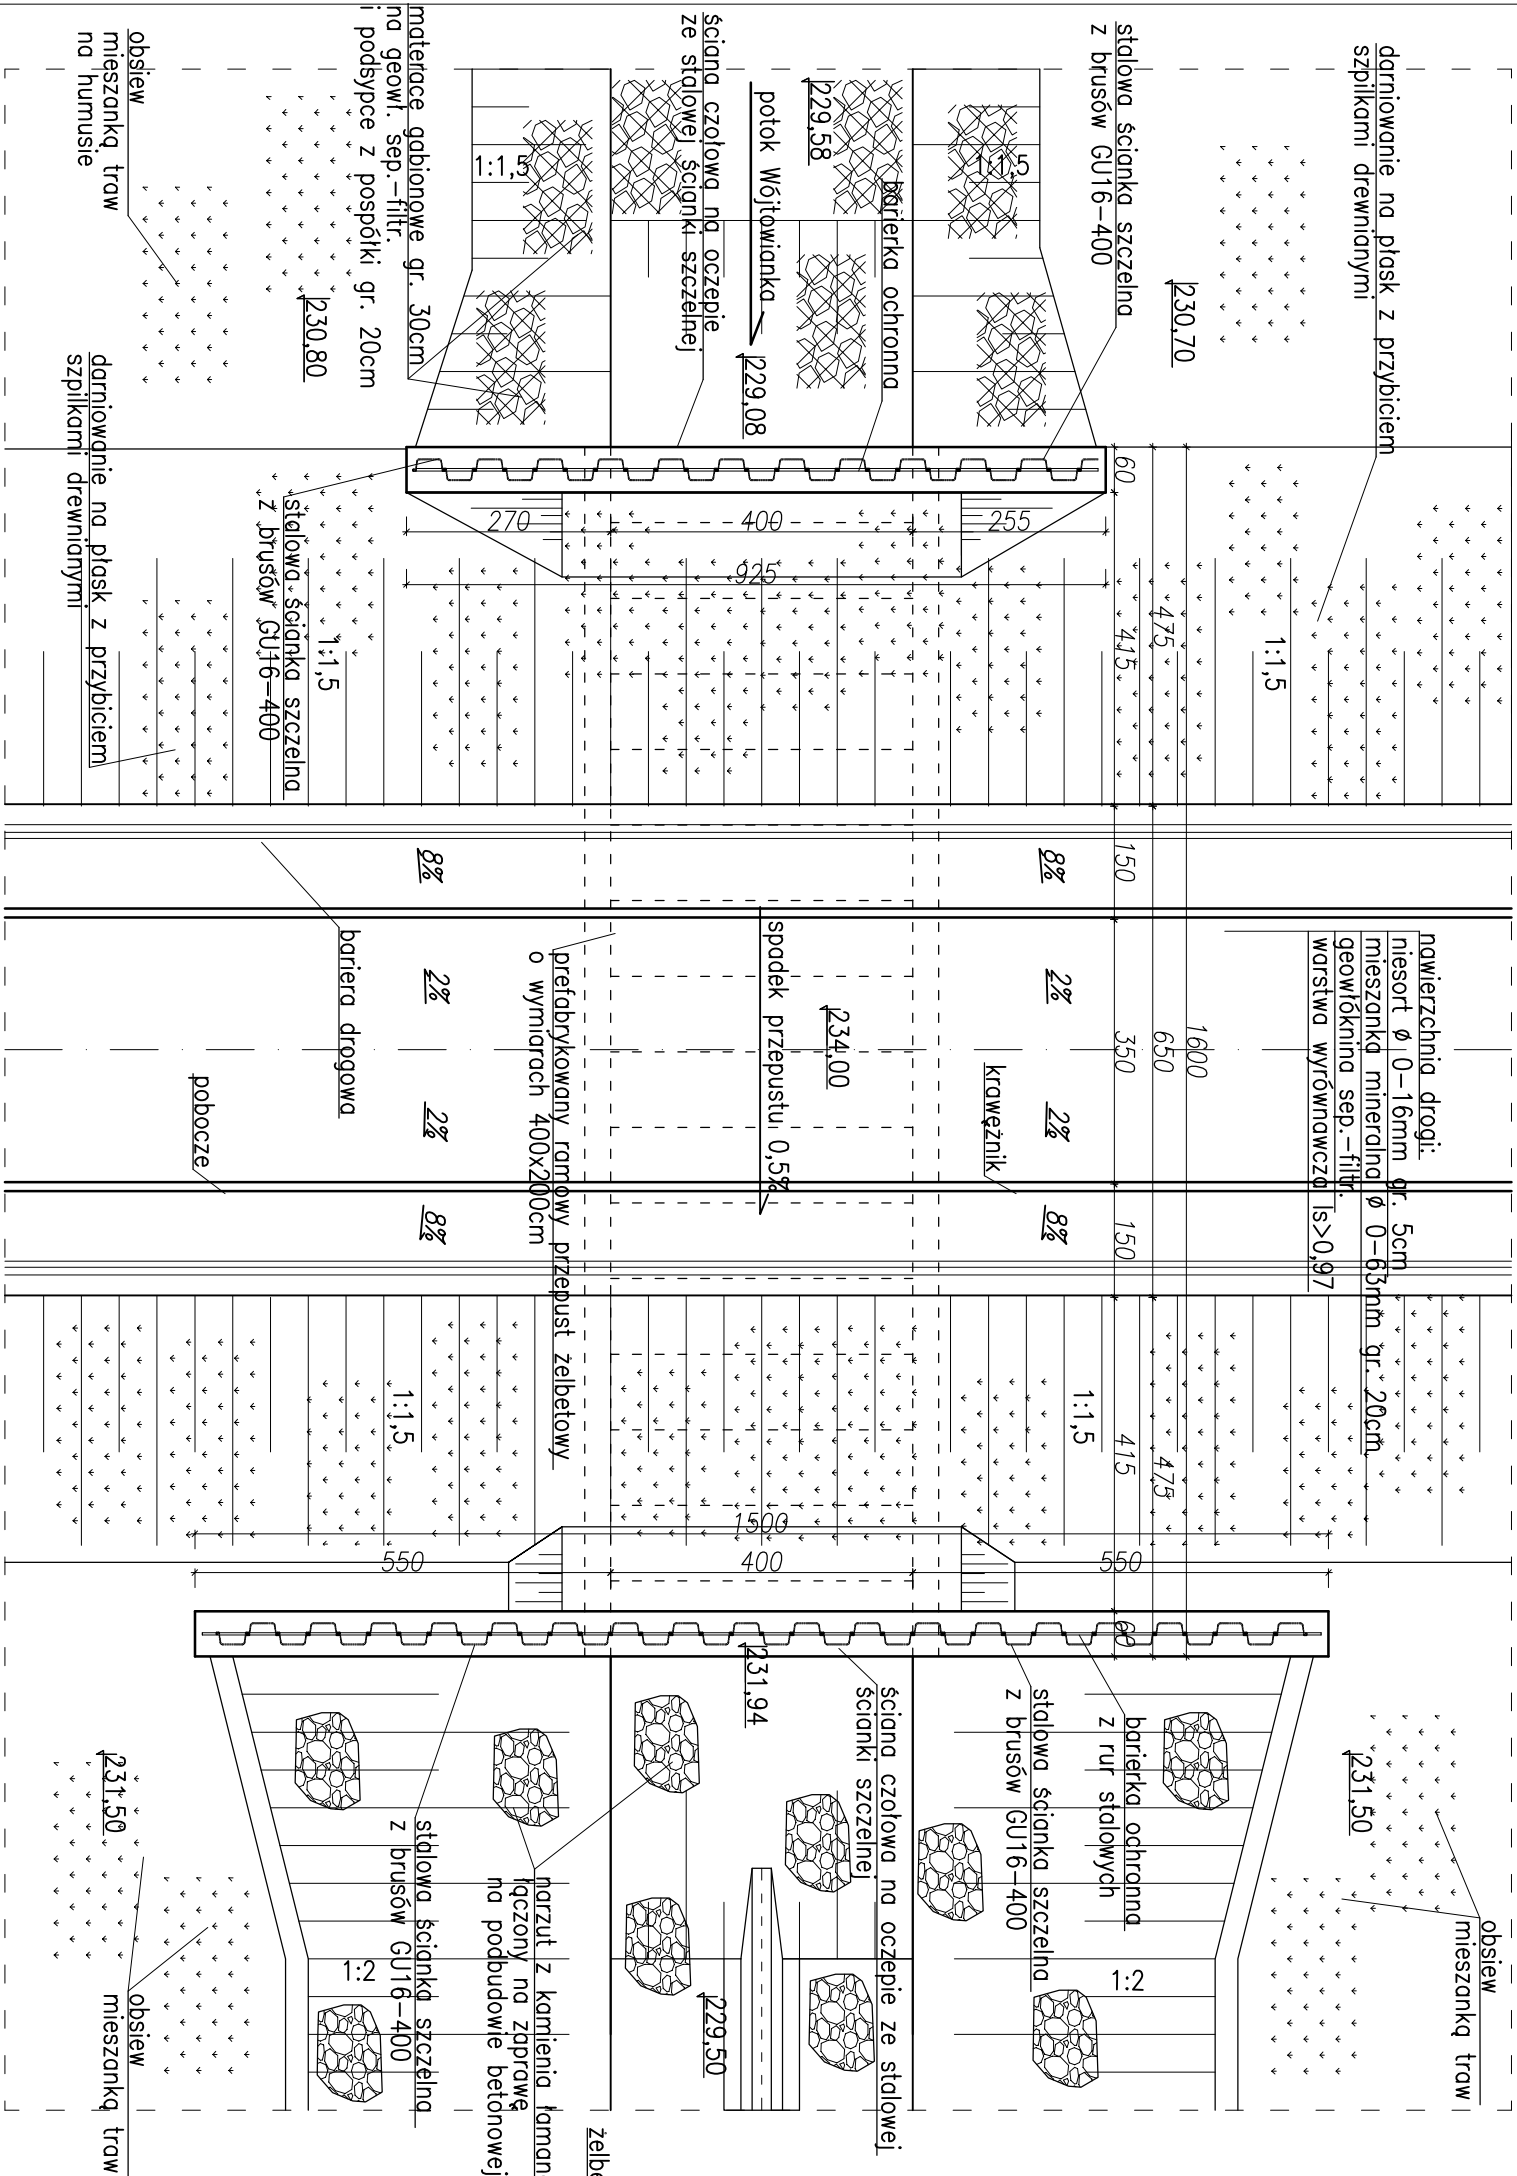 darniowanie na płask z przybiciem
szpilkami drewnianymi
stalowa ścianka szczelna
z brusów GU16-400
230,70
1:1,5
229,58
barierka ochronna
potok Wójtowianka
229,08
ściana czołowa na oczepie
ze stalowej ścianki szczelnej
1:1,5
materace gabionowe gr. 30cm
na geowł. sep.-filtr.
i podsypce z pospółki gr. 20cm
230,80
obsiew
mieszanką traw
na humusie
darniowanie na płask z przybiciem
szpilkami drewnianymi
stalowa ścianka szczelna
z brusów GU16-400
1:1,5
1:1,5
270
400
255
925
60
415
475
150
350
650
1600
150
415
475
60
8%
8%
2%
2%
2%
2%
8%
8%
nawierzchnia drogi:
niesort ø 0-16mm gr. 5cm
mieszanka mineralna ø 0-63mm gr. 20cm
geowłóknina sep.-filtr.
warstwa wyrównawcza Is>0,97
krawężnik
234,00
spadek przepustu 0,5%
prefabrykowany ramowy przepust żelbetowy
o wymiarach 400x200cm
bariera drogowa
pobocze
1:1,5
1:1,5
1500
550
400
550
231,94
ściana czołowa na oczepie ze stalowej
ścianki szczelnej
stalowa ścianka szczelna
z brusów GU16-400
barierka ochronna
z rur stalowych
231,50
obsiew
mieszanką traw
1:2
1:2
229,50
narzut z kamienia łaman
łączony na zaprawę
na podbudowie betonowej
stalowa ścianka szczelna
z brusów GU16-400
231,50
obsiew
mieszanką traw
żelbe